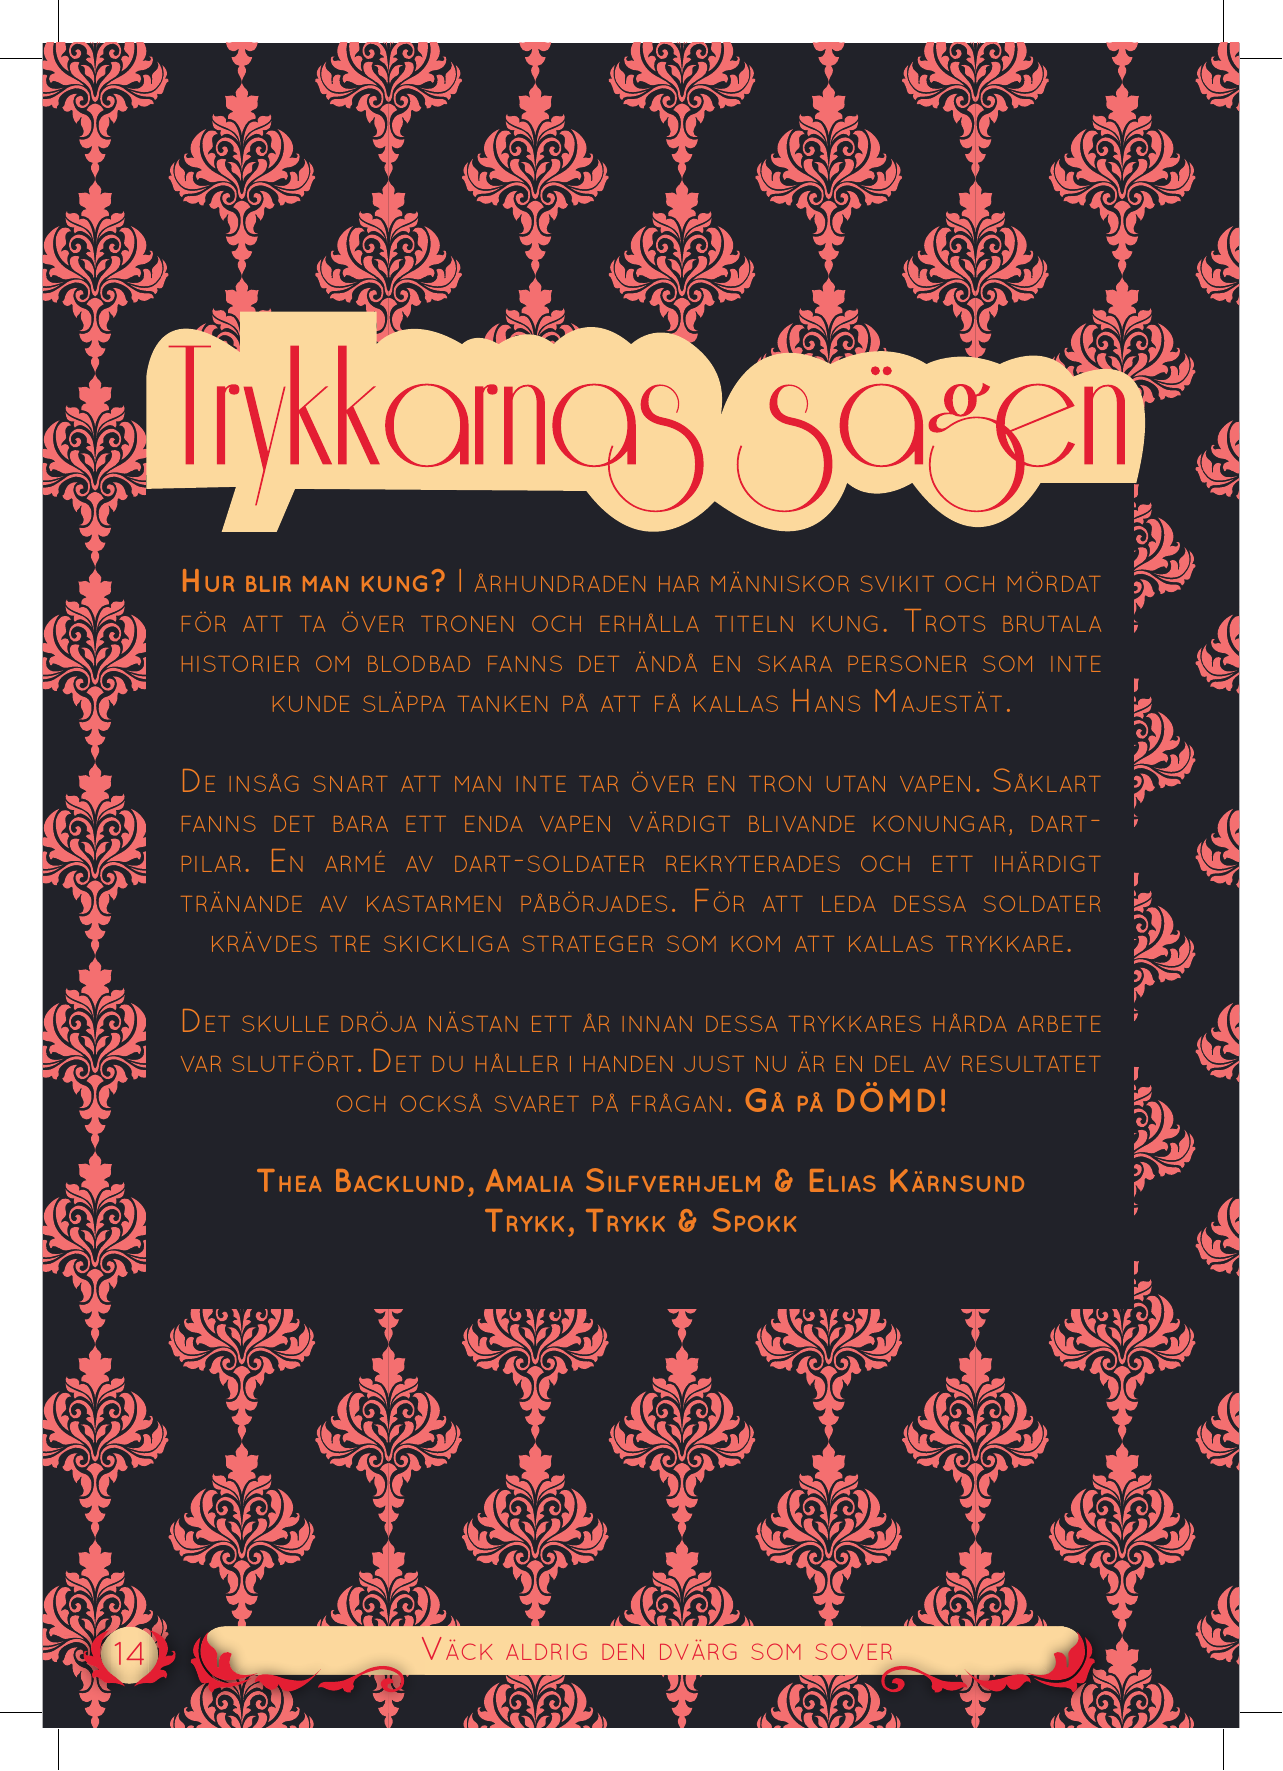 Trykkarnas sägen
Hur blir man kung? I århundraden har människor svikit och mördat
för att ta över tronen och erhålla titeln kung. Trots brutala
historier om blodbad fanns det ändå en skara personer som inte
kunde släppa tanken på att få kallas Hans Majestät.
De insåg snart att man inte tar över en tron utan vapen. Såklart
fanns det bara ett enda vapen värdigt blivande konungar, dart-
pilar. En armé av dart-soldater rekryterades och ett ihärdigt
tränande av kastarmen påbörjades. För att leda dessa soldater
krävdes tre skickliga strateger som kom att kallas trykkare.
Det skulle dröja nästan ett år innan dessa trykkares hårda arbete
var slutfört. Det du håller i handen just nu är en del av resultatet
och också svaret på frågan. Gå på DÖMD!
Thea Backlund, Amalia Silfverhjelm & Elias Kärnsund
Trykk, Trykk & Spokk
14
Väck aldrig den dvärg som sover